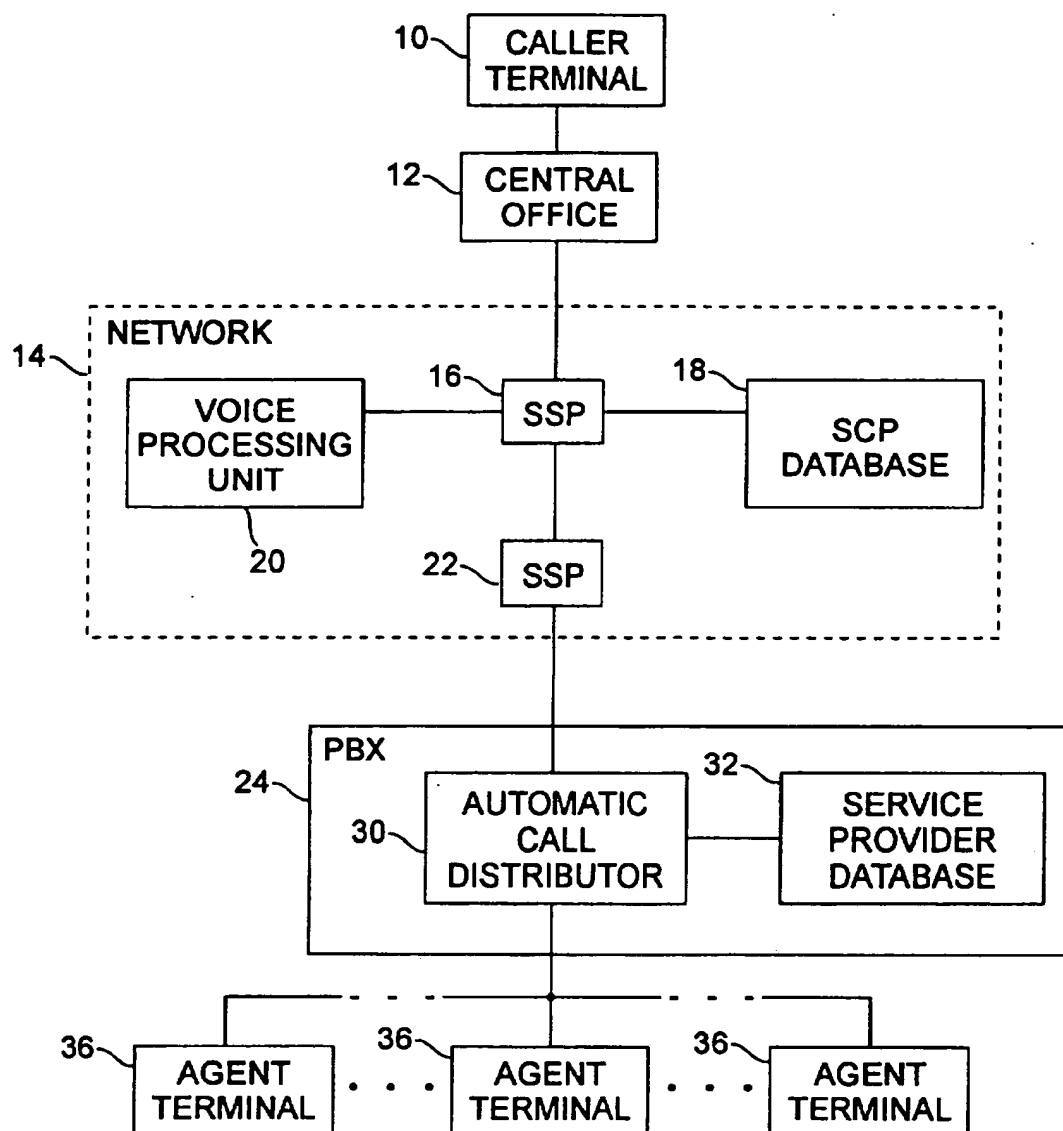 10
CALLER
TERMINAL
12
CENTRAL
OFFICE
14
NETWORK
VOICE
PROCESSING
UNIT
20
16
SSP
18
SCP
DATABASE
22
SSP
24
PBX
30
AUTOMATIC
CALL
DISTRIBUTOR
32
SERVICE
PROVIDER
DATABASE
36
AGENT
TERMINAL
36
AGENT
TERMINAL
36
AGENT
TERMINAL